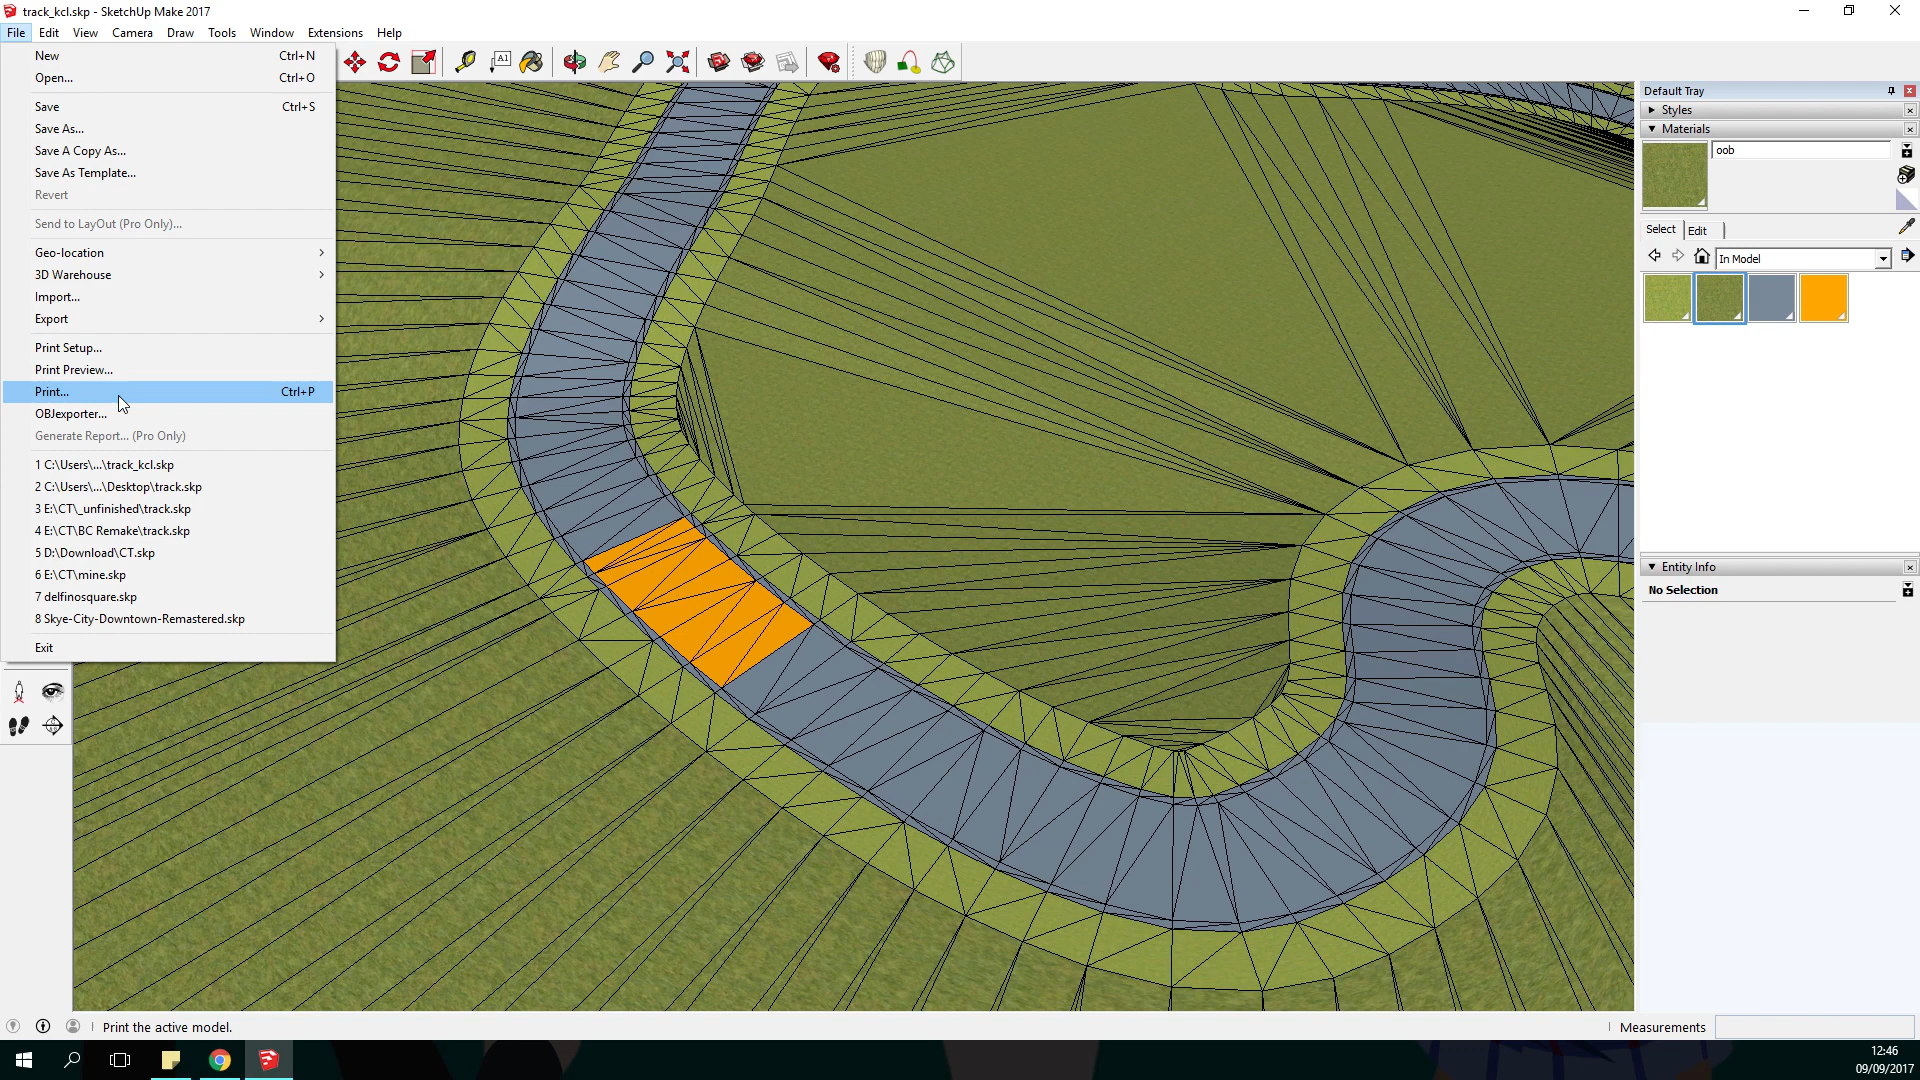 track_kcl.skp - SketchUp Make 2017
File Edit View Camera Draw Tools Window Extensions Help
New Ctrl+N
Open... Ctrl+O
Save Ctrl+S
Save As...
Save A Copy As...
Save As Template...
Revert
Send to LayOut (Pro Only)...
Geo-location
3D Warehouse
Import...
Export
Print Setup...
Print Preview...
Print... Ctrl+P
OBJexporter...
Generate Report... (Pro Only)
1 C:\Users\...\track_kcl.skp
2 C:\Users\...\Desktop\track.skp
3 E:\CT\_unfinished\track.skp
4 E:\CT\BC Remake\track.skp
5 D:\Download\CT.skp
6 E:\CT\mine.skp
7 delfinosquare.skp
8 Skye-City-Downtown-Remastered.skp
Exit
A1
Default Tray
Styles
Materials
oob
Select Edit
In Model
Entity Info
No Selection
Print the active model.
Measurements
12:46
09/09/2017